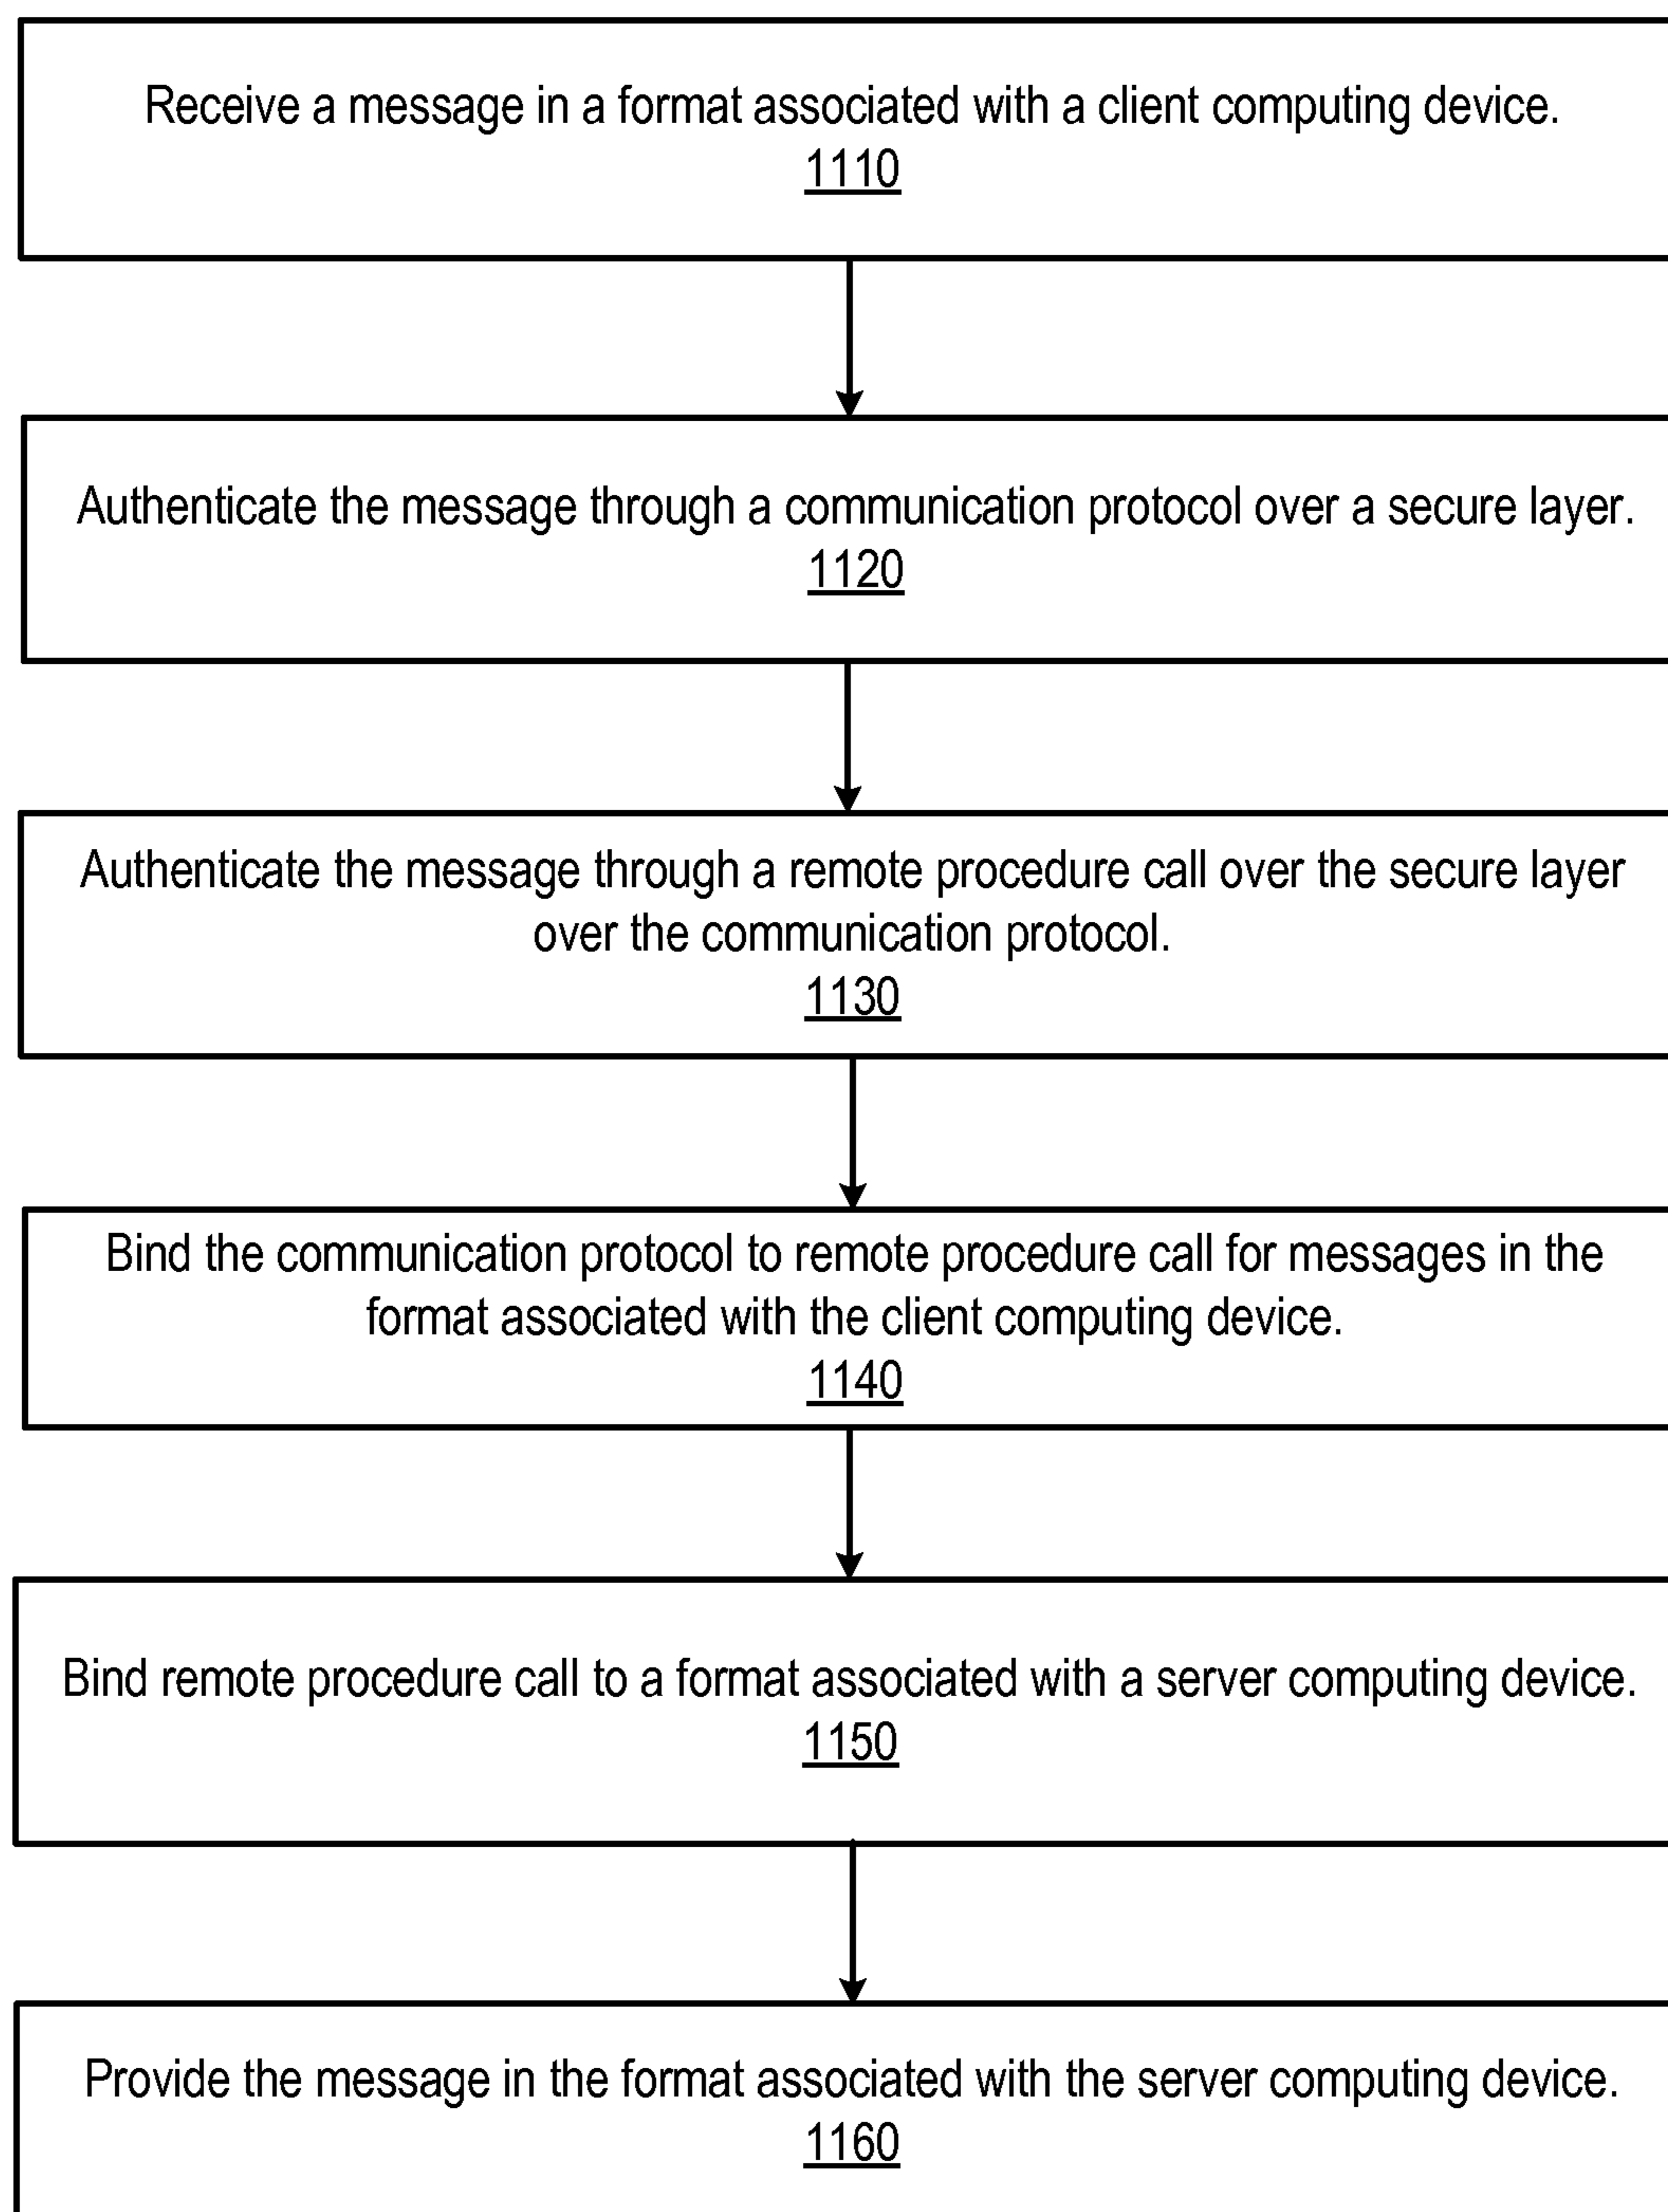 Receive a message in a format associated with a client computing device.
1110
Authenticate the message through a communication protocol over a secure layer.
1120
Authenticate the message through a remote procedure call over the secure layer
over the communication protocol.
1130
Bind the communication protocol to remote procedure call for messages in the
format associated with the client computing device.
1140
Bind remote procedure call to a format associated with a server computing device.
1150
Provide the message in the format associated with the server computing device.
1160